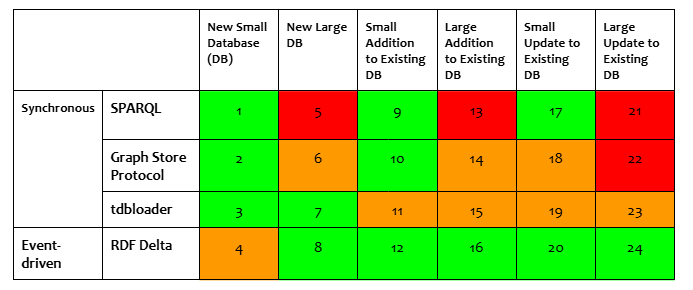 New Small
Database
(DB)
New Large
DB
Small
Addition
to Existing
DB
Large
Addition
to Existing
DB
Small
Update to
Existing
DB
Large
Update to
Existing
DB
Synchronous
SPARQL
1
5
9
13
17
21
Graph Store
Protocol
2
6
10
14
18
22
tdbloader
3
7
11
15
19
23
Event-
driven
RDF Delta
4
8
12
16
20
24